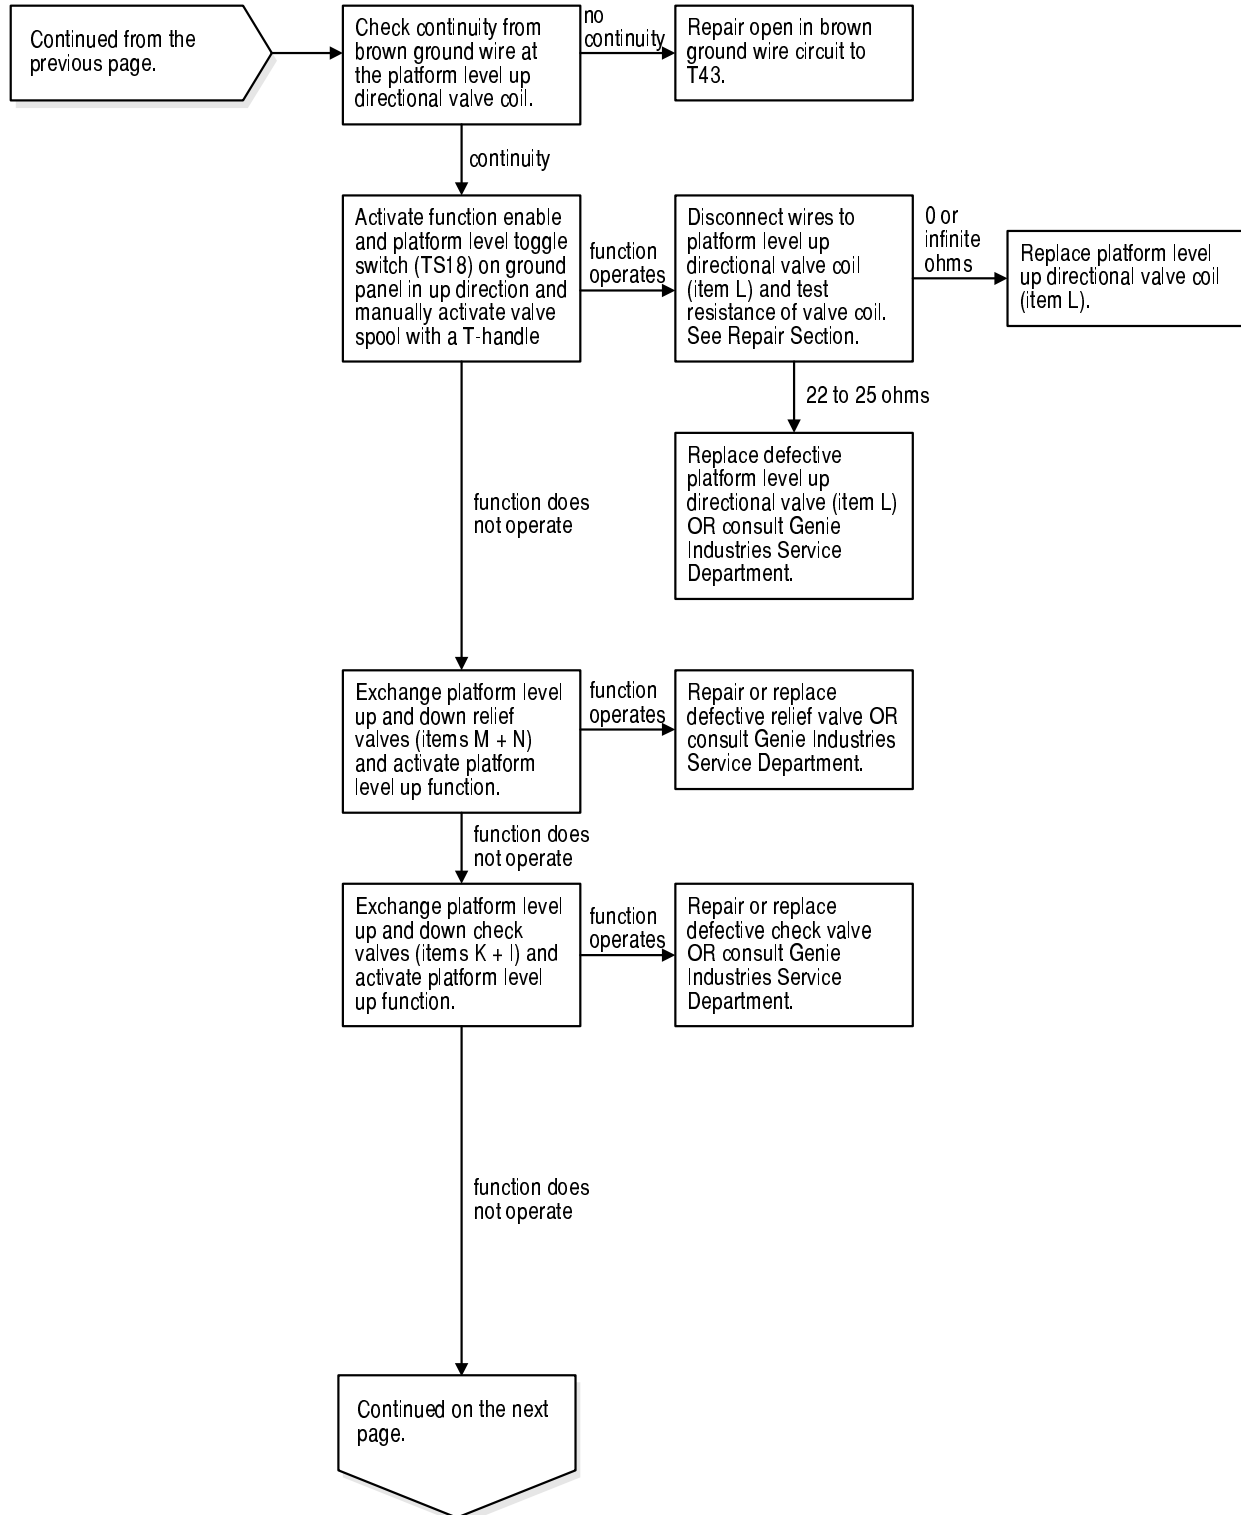 Continued from the
previous page.
Check continuity from
brown ground wire at
the platform level up
directional valve coil.
no
continuity
Repair open in brown
ground wire circuit to
T43.
continuity
Activate function enable
and platform level toggle
switch (TS18) on ground
panel in up direction and
manually activate valve
spool with a T-handle
function
operates
Disconnect wires to
platform level up
directional valve coil
(item L) and test
resistance of valve coil.
See Repair Section.
0 or
infinite
ohms
Replace platform level
up directional valve coil
(item L).
22 to 25 ohms
Replace defective
platform level up
directional valve (item L)
OR consult Genie
Industries Service
Department.
function does
not operate
Exchange platform level
up and down relief
valves (items M + N)
and activate platform
level up function.
function
operates
Repair or replace
defective relief valve OR
consult Genie Industries
Service Department.
function does
not operate
Exchange platform level
up and down check
valves (items K + I) and
activate platform level
up function.
function
operates
Repair or replace
defective check valve
OR consult Genie
Industries Service
Department.
function does
not operate
Continued on the next
page.